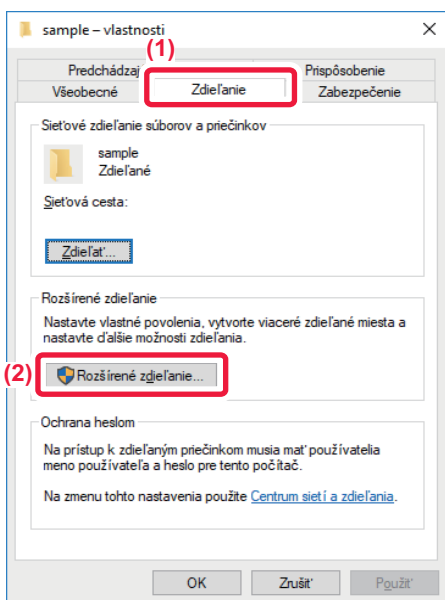 sample – vlastnosti
(1)
Predchádzaj
Prispôsobenie
Všeobecné
Zdieľanie
Zabezpečenie
Sieťové zdieľanie súborov a priečinkov
sample
Zdieľané
Sieťová cesta:
Zdieľať...
Rozšírené zdieľanie
Nastavte vlastné povolenia, vytvorte viaceré zdieľané miesta a
nastavte ďalšie možnosti zdieľania.
(2)
Rozšírené zdieľanie...
Ochrana heslom
Na prístup k zdieľaným priečinkom musia mať používatelia
meno používateľa a heslo pre tento počítač.
Na zmenu tohto nastavenia použite Centrum sietí a zdieľania.
OK
Zrušiť
Použiť